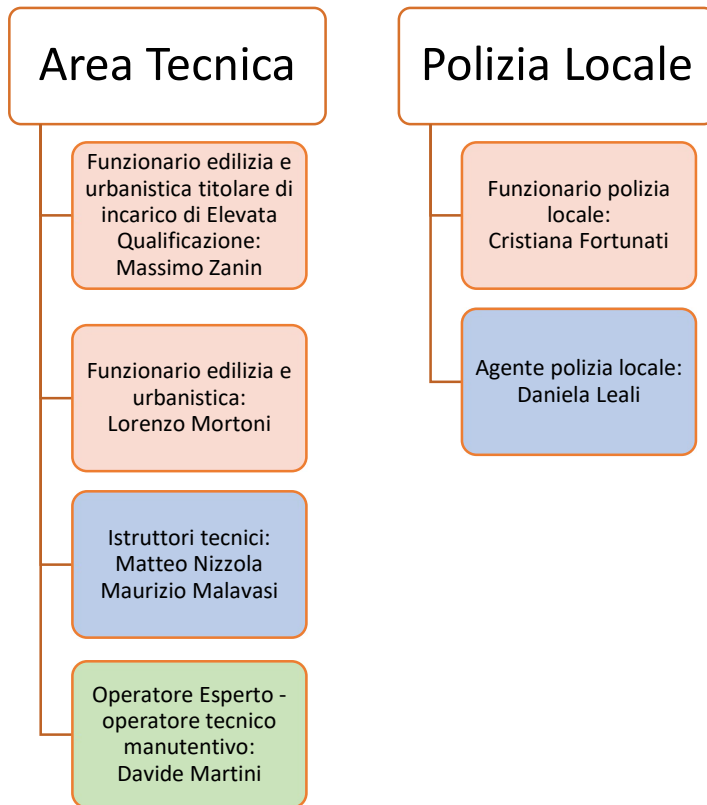 Area Tecnica
Funzionario edilizia e
urbanistica titolare di
incarico di Elevata
Qualificazione:
Massimo Zanin
Funzionario edilizia e
urbanistica:
Lorenzo Mortoni
Istruttori tecnici:
Matteo Nizzola
Maurizio Malavasi
Operatore Esperto -
operatore tecnico
manutentivo:
Davide Martini
Polizia Locale
Funzionario polizia
locale:
Cristiana Fortunati
Agente polizia locale:
Daniela Leali